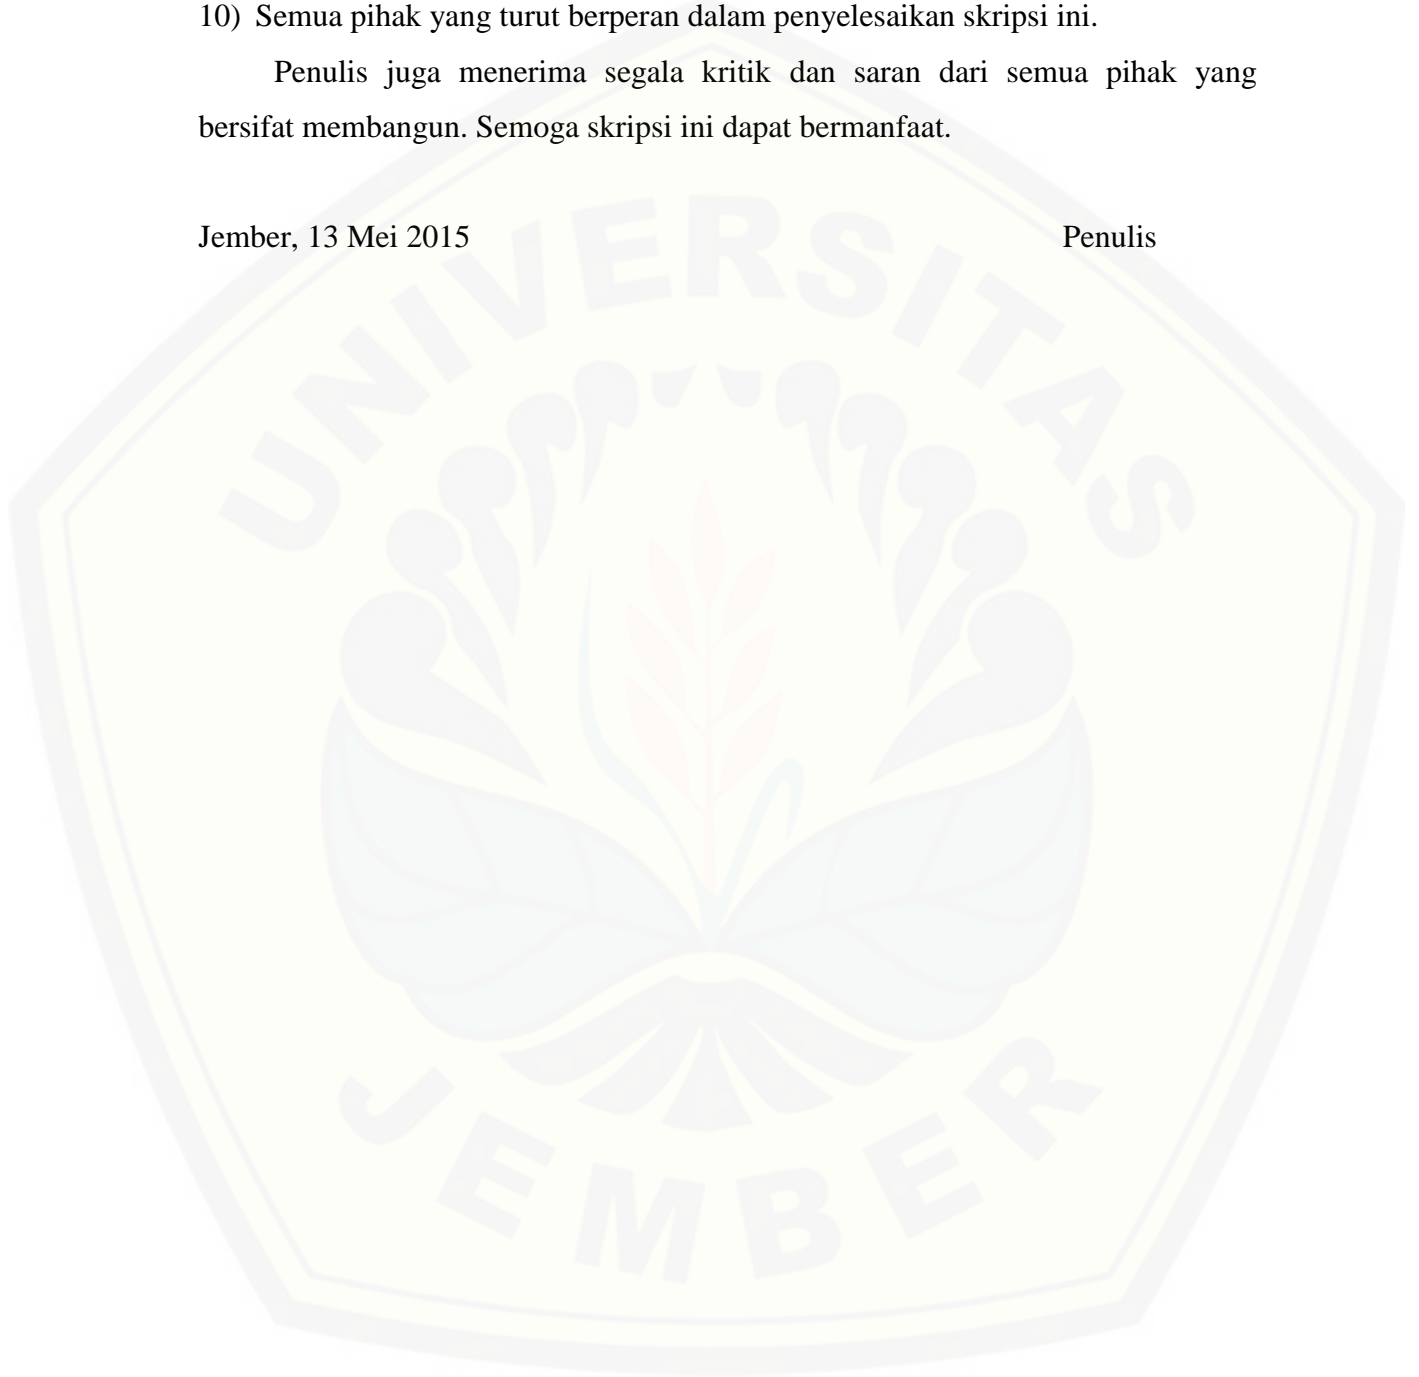 10) Semua pihak yang turut berperan dalam penyelesaikan skripsi ini.
Penulis juga menerima segala kritik dan saran dari semua pihak yang
bersifat membangun. Semoga skripsi ini dapat bermanfaat.
Jember, 13 Mei 2015 Penulis
UNIVERSITAS
JEMBER